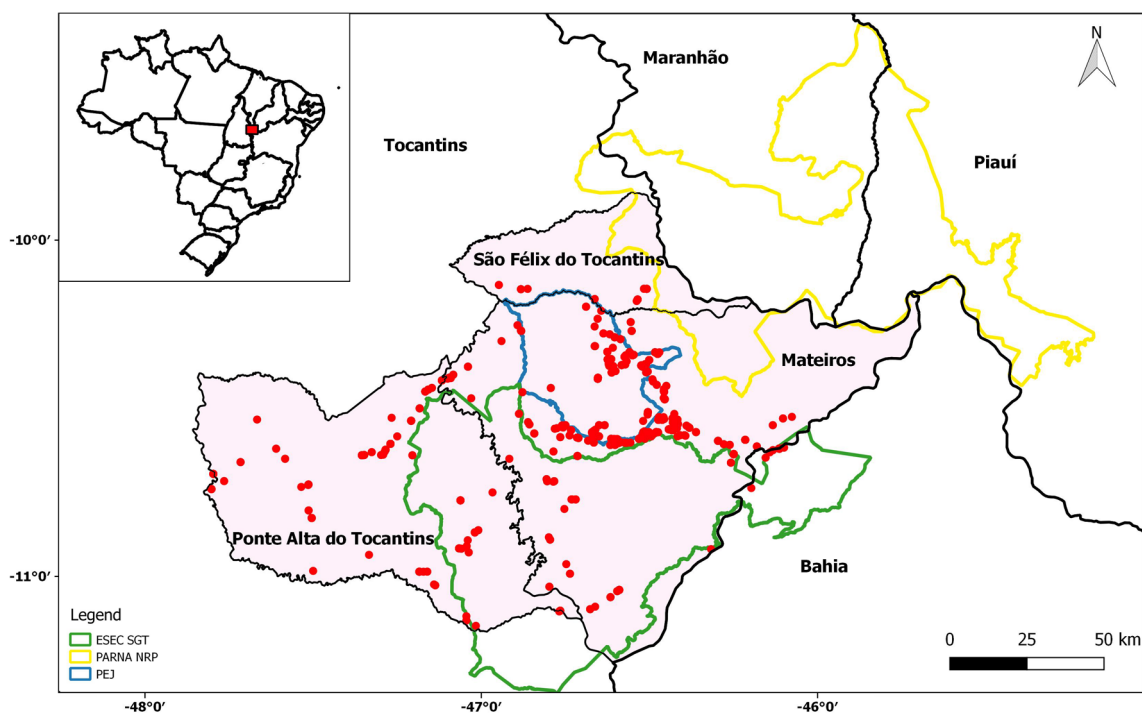 N
Maranhão
Tocantins
Piauí
-10°0'
São Félix do Tocantins
Mateiros
Ponte Alta do Tocantins
Bahia
-11°0'
Legend
ESEC SGT
PARNA NRP
PEJ
0 25 50 km
-48°0' -47°0' -46°0'